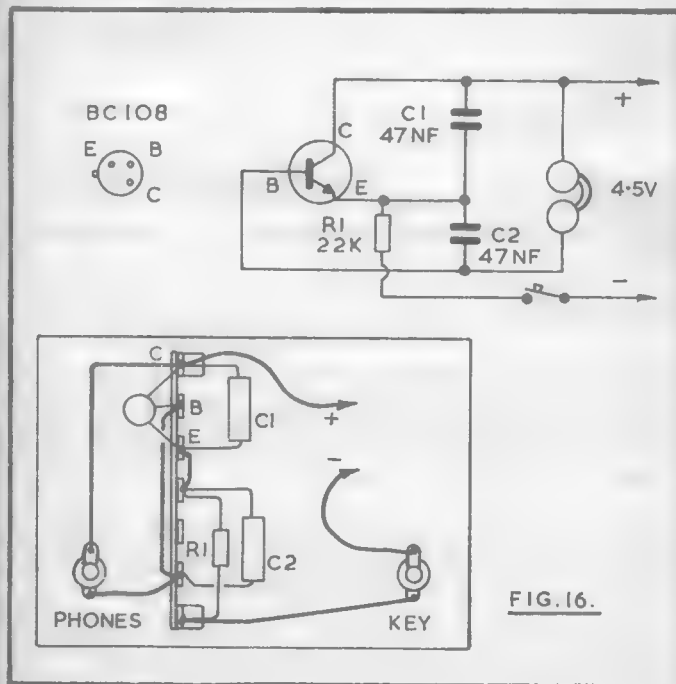 BC108
E B
C
C
B
E
C1
47NF
+
R1
22K
C2
47NF
4·5V
−
C
B
E
C1
+
−
R1
C2
PHONES
KEY
FIG.16.